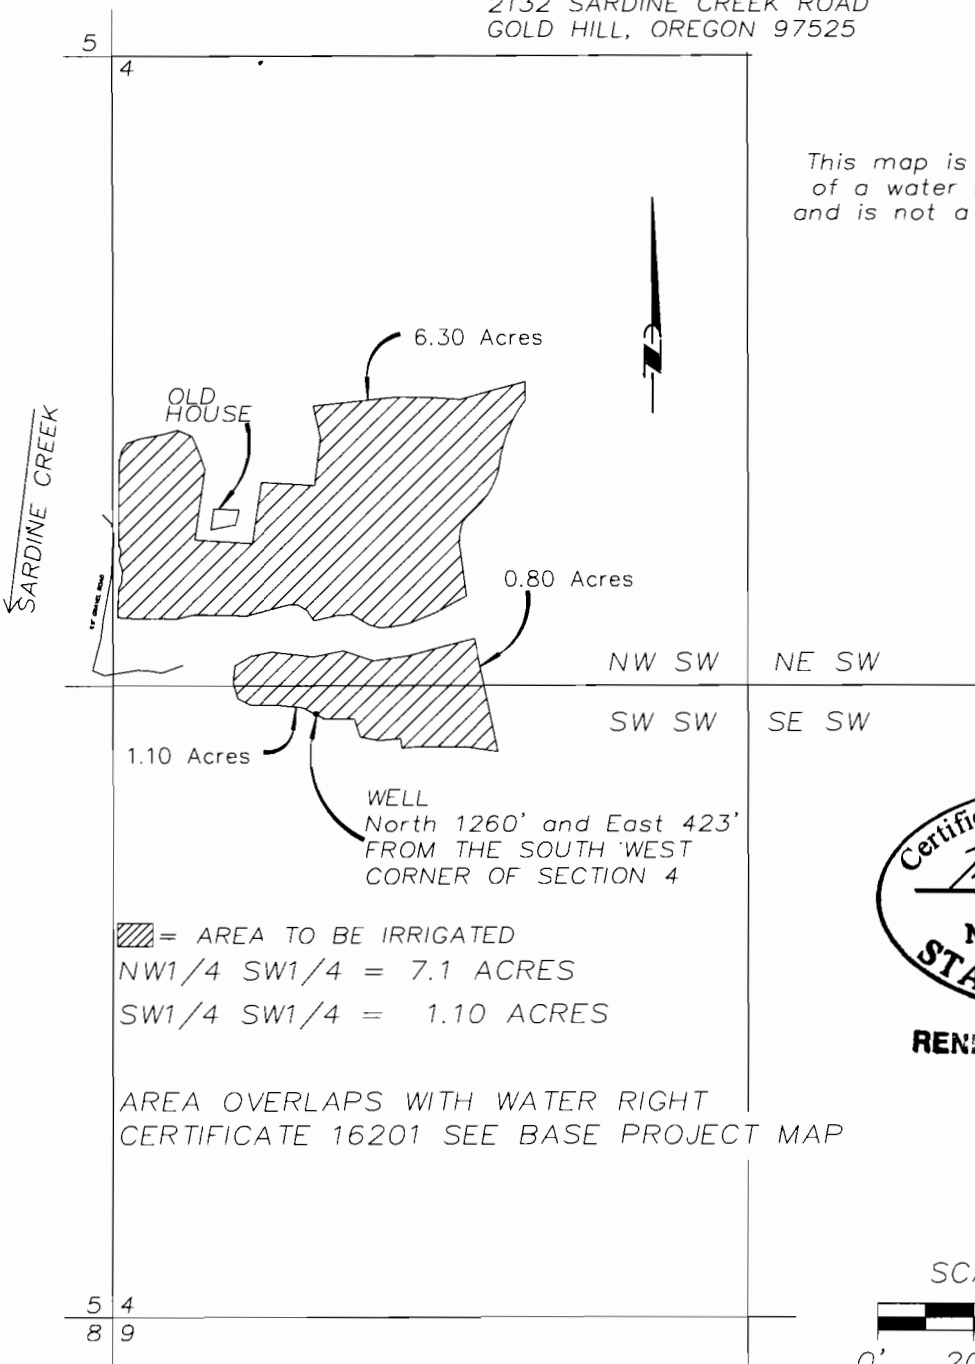 2132 SARDINE CREEK ROAD
GOLD HILL, OREGON 97525
5
4
This map is
of a water
and is not a
N
6.30 Acres
OLD
HOUSE
SARDINE CREEK
0.80 Acres
NW SW
NE SW
SW SW
SE SW
1.10 Acres
WELL
North 1260' and East 423'
FROM THE SOUTH WEST
CORNER OF SECTION 4
= AREA TO BE IRRIGATED
NW1/4 SW1/4 = 7.1 ACRES
SW1/4 SW1/4 = 1.10 ACRES
AREA OVERLAPS WITH WATER RIGHT
CERTIFICATE 16201 SEE BASE PROJECT MAP
5 4
8 9